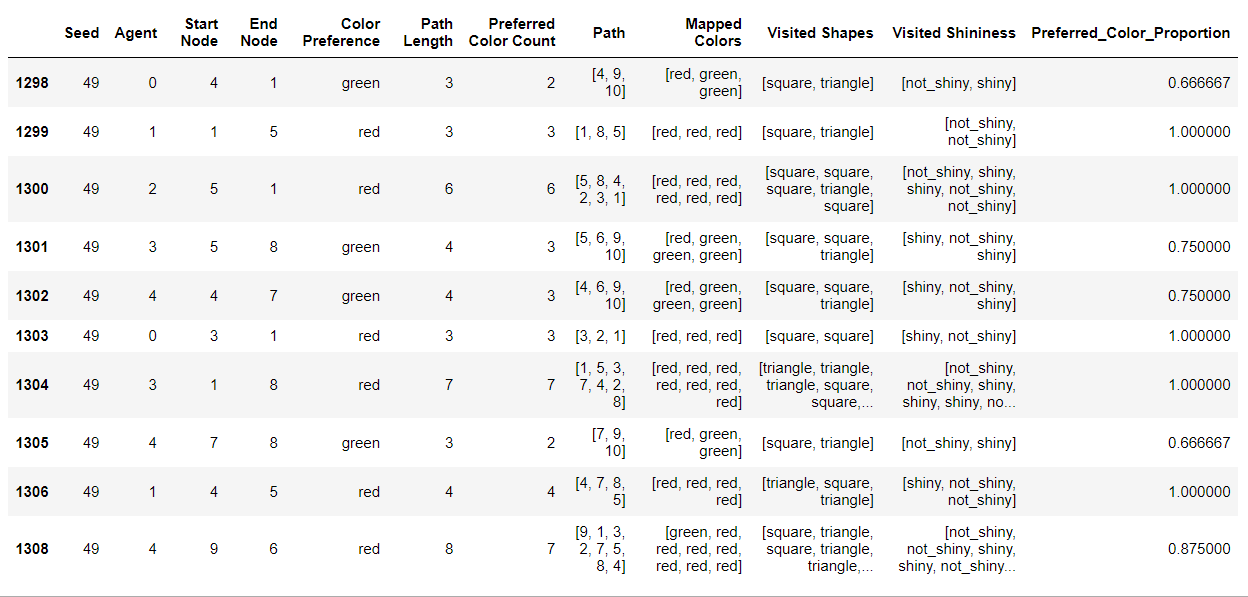 Seed Agent Start Node End Node Color Preference Path Length Preferred Color Count Path Mapped Colors Visited Shapes Visited Shininess Preferred_Color_Proportion
1298 49 0 4 1 green 3 2 [4, 9, 10] [red, green, green] [square, triangle] [not_shiny, shiny] 0.666667
1299 49 1 1 5 red 3 3 [1, 8, 5] [red, red, red] [square, triangle] [not_shiny, not_shiny] 1.000000
1300 49 2 5 1 red 6 6 [5, 8, 4, 2, 3, 1] [red, red, red, red, red, red] [square, square, square, triangle, square] [not_shiny, shiny, shiny, not_shiny, not_shiny] 1.000000
1301 49 3 5 8 green 4 3 [5, 6, 9, 10] [red, green, green, green] [square, square, triangle] [shiny, not_shiny, shiny] 0.750000
1302 49 4 4 7 green 4 3 [4, 6, 9, 10] [red, green, green, green] [square, square, triangle] [shiny, not_shiny, shiny] 0.750000
1303 49 0 3 1 red 3 3 [3, 2, 1] [red, red, red] [square, square] [shiny, not_shiny] 1.000000
1304 49 3 1 8 red 7 7 [1, 5, 3, 7, 4, 2, 8] [red, red, red, red, red, red, red] [triangle, triangle, triangle, square, square,... [not_shiny, not_shiny, shiny, shiny, shiny, no... 1.000000
1305 49 4 7 8 green 3 2 [7, 9, 10] [red, green, green] [square, triangle] [not_shiny, shiny] 0.666667
1306 49 1 4 5 red 4 4 [4, 7, 8, 5] [red, red, red, red] [triangle, square, triangle] [shiny, not_shiny, not_shiny] 1.000000
1308 49 4 9 6 red 8 7 [9, 1, 3, 2, 7, 5, 8, 4] [green, red, red, red, red, red, red, red] [square, triangle, square, triangle, triangle,... [not_shiny, not_shiny, shiny, shiny, not_shiny... 0.875000